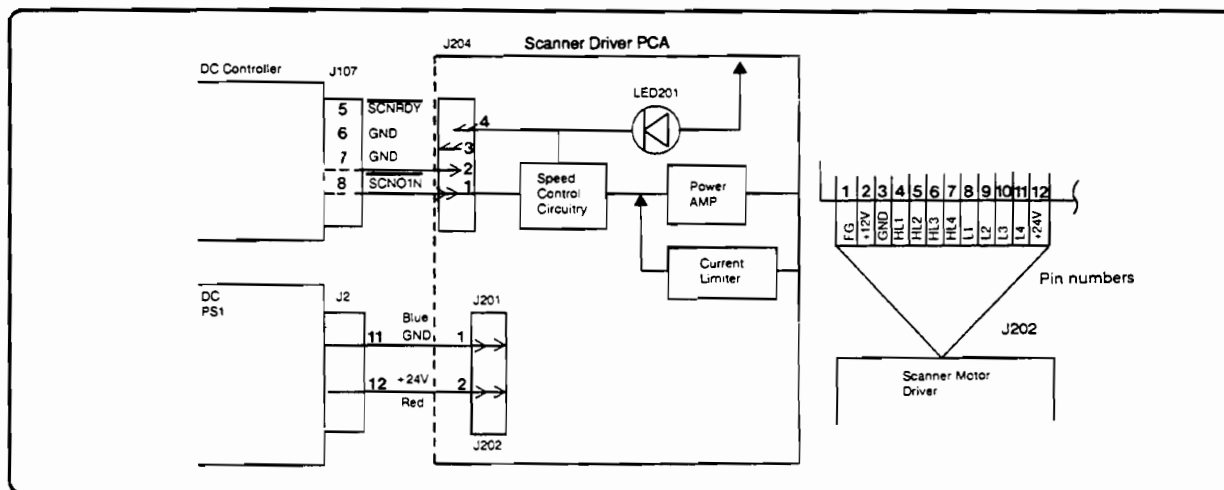 J204
Scanner Driver PCA
DC Controller
J107
LED201
5 SCNRDY
6 GND
7 GND
8 SCNO1N
4
3
2
1
Speed
Control
Circuitry
Power
AMP
Current
Limiter
1 2 3 4 5 6 7 8 9 10 11 12
FG +12V GND HL1 HL2 HL3 HL4 L1 L2 L3 L4 +24V
Pin numbers
J202
Scanner Motor
Driver
DC
PS1
J2
J201
Blue
11 GND 1
12 +24V 2
Red
J202